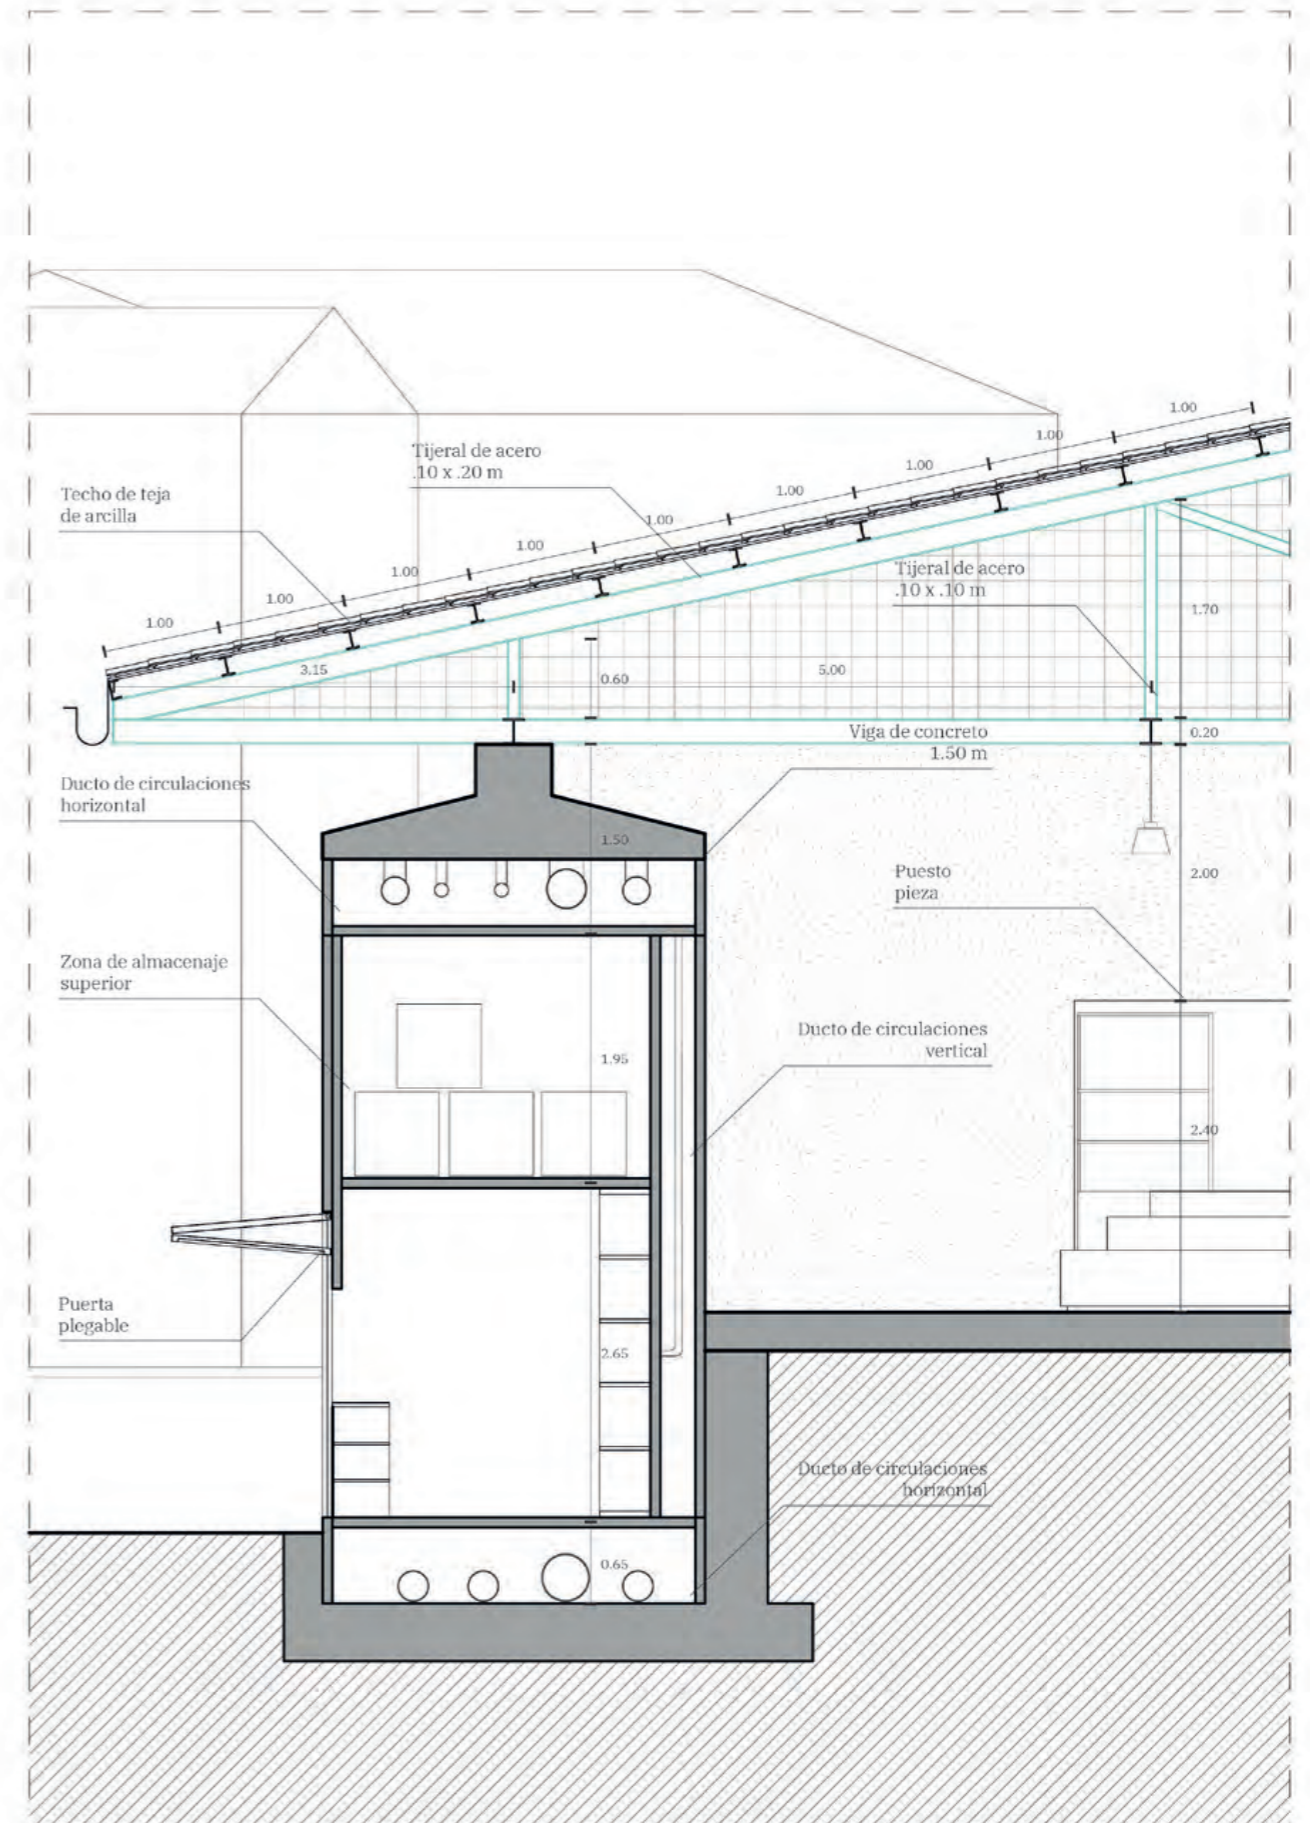 1.00
1.00
1.00
1.00
1.00
1.00
1.00
1.00
1.00
Tijeral de acero
.10 x .20 m
Techo de teja
de arcilla
Tijeral de acero
.10 x .10 m
1.70
3.15
0.60
5.00
0.20
Viga de concreto
1.50 m
Ducto de circulaciones
horizontal
1.50
Puesto
pieza
2.00
Zona de almacenaje
superior
Ducto de circulaciones
vertical
1.95
2.40
Puerta
plegable
2.65
Ducto de circulaciones
horizontal
0.65